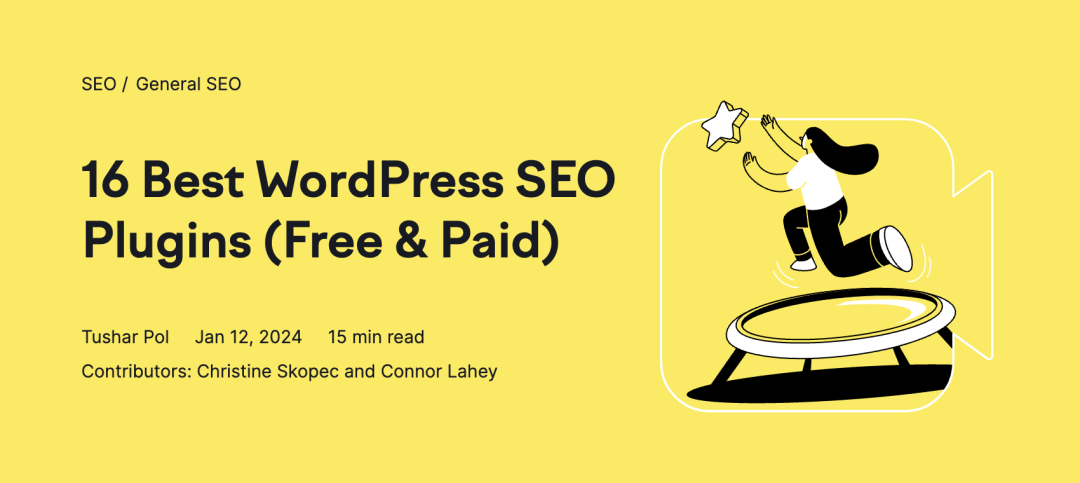 SEO / General SEO
16 Best WordPress SEO
Plugins (Free & Paid)
Tushar Pol Jan 12, 2024 15 min read
Contributors: Christine Skopec and Connor Lahey